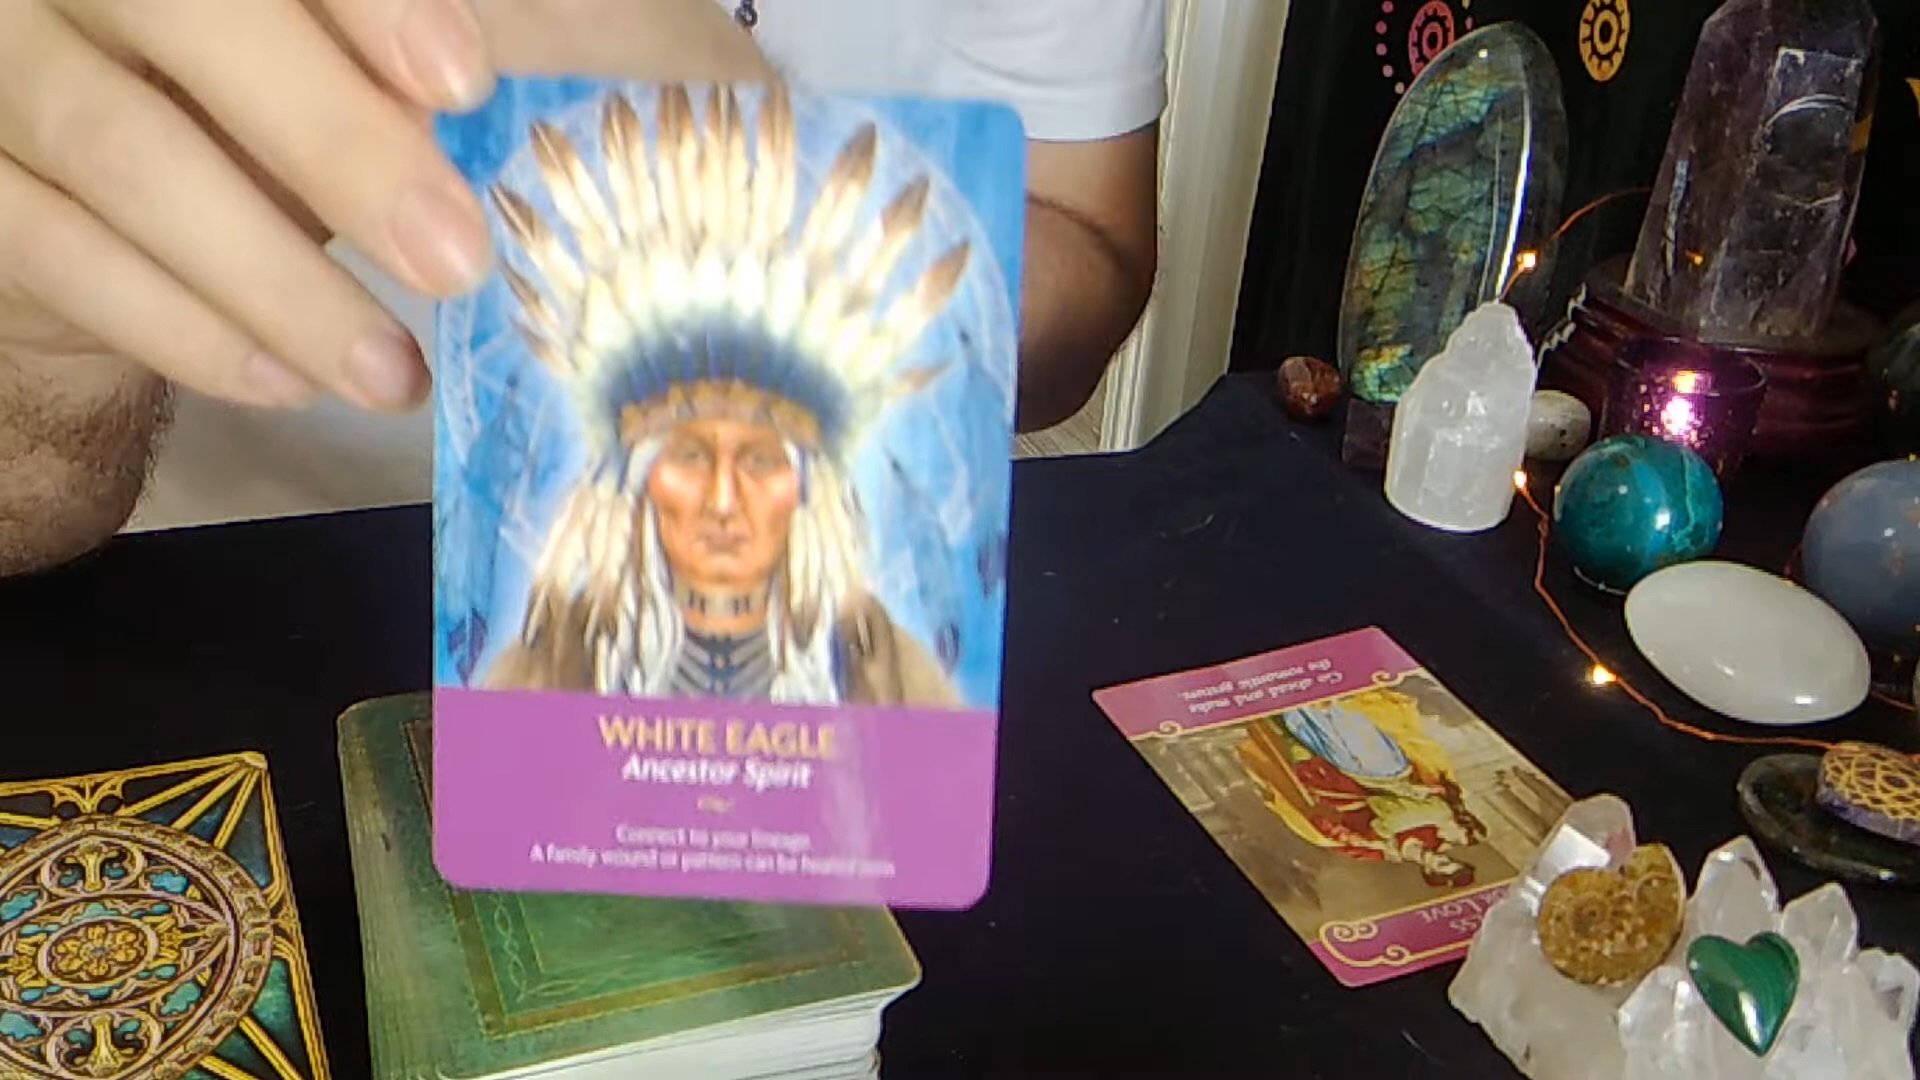 WHITE EAGLE
Ancestor Spirit
Connect to your lineage.
A family wound or pattern can be healed now.
Go ahead and make
the romantic gesture.
LOVE